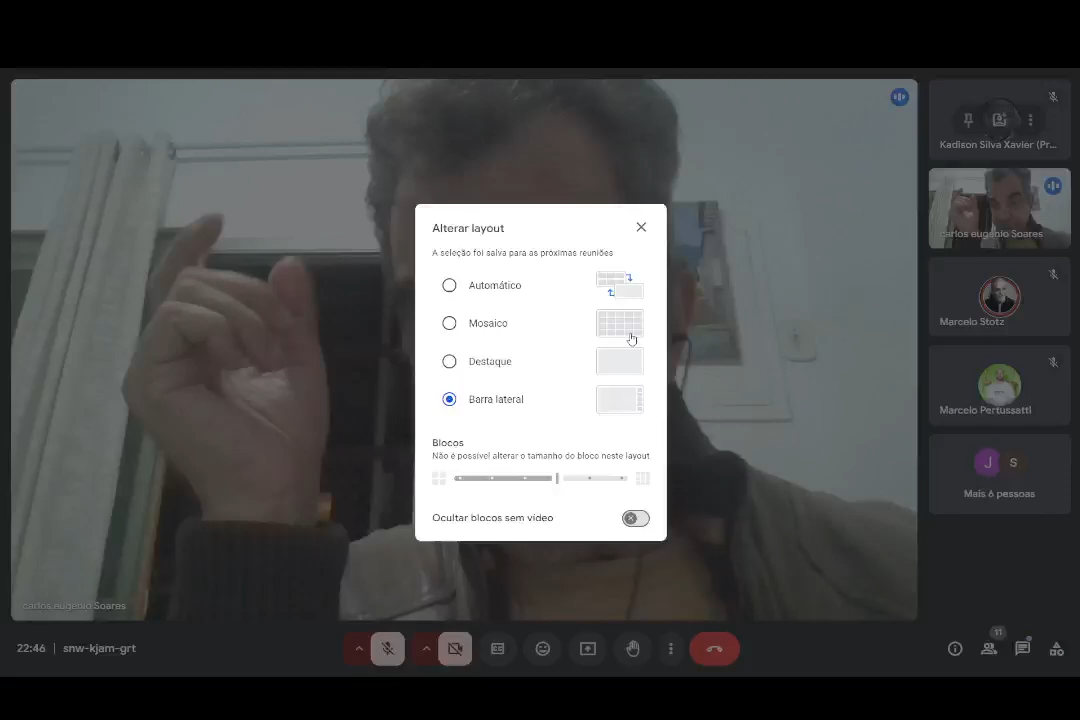 Kadison Silva Xavier (Pr...
carlos eugenio Soares
Marcelo Stotz
Marcelo Pertussatti
J
S
Mais 6 pessoas
Alterar layout
A seleção foi salva para as próximas reuniões
Automático
Mosaico
Destaque
Barra lateral
Blocos
Não é possível alterar o tamanho do bloco neste layout
Ocultar blocos sem vídeo
carlos eugenio Soares
22:46 | snw-kjam-grt
CC
11